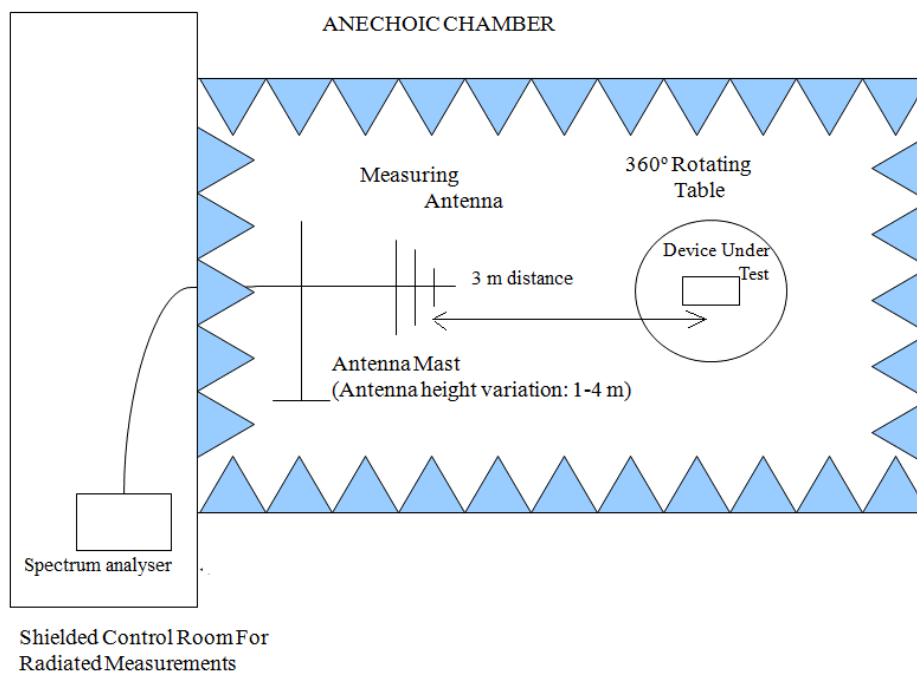 ANECHOIC CHAMBER
Measuring
Antenna
360º Rotating
Table
Device Under
Test
3 m distance
Antenna Mast
(Antenna height variation: 1-4 m)
Spectrum analyser
Shielded Control Room For
Radiated Measurements